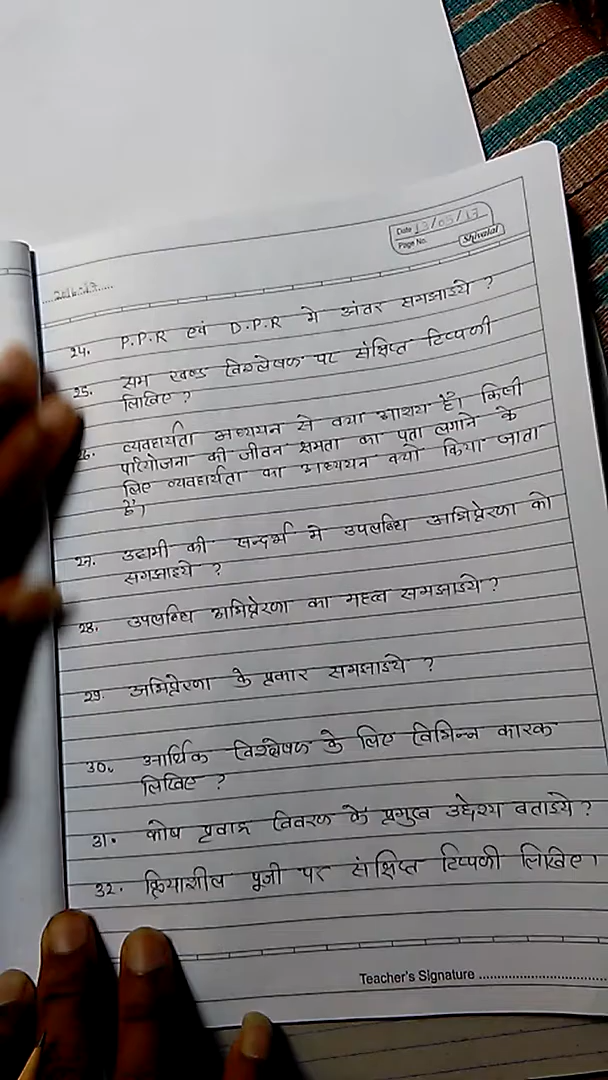 Date 13/05/17
Page No.
Shivalal
2016-17
24. P.P.R एवं D.P.R मे अंतर समझाइये ?
25. सम खण्ड विश्लेषण पर संक्षिप्त टिप्पणी
लिखिए ?
26. व्यवहार्यता अध्ययन से क्या आशय है। किसी
परियोजना की जीवन क्षमता का पता लगाने के
लिए व्यवहार्यता का अध्ययन क्यो किया जाता
है।
27. उद्यमी की सन्दर्भ मे उपलब्धि अभिप्रेरणा को
समझाइये ?
28. उपलब्धि अभिप्रेरणा का महत्व समझाइये ?
29. अभिप्रेरणा के प्रकार समझाइये ?
30. आर्थिक विश्लेषण के लिए विभिन्न कारक
लिखिए ?
31. कोष प्रवाह विवरण के प्रमुख उद्देश्य बताइये ?
32. क्रियाशील पूजी पर संक्षिप्त टिप्पणी लिखिए।
Teacher's Signature